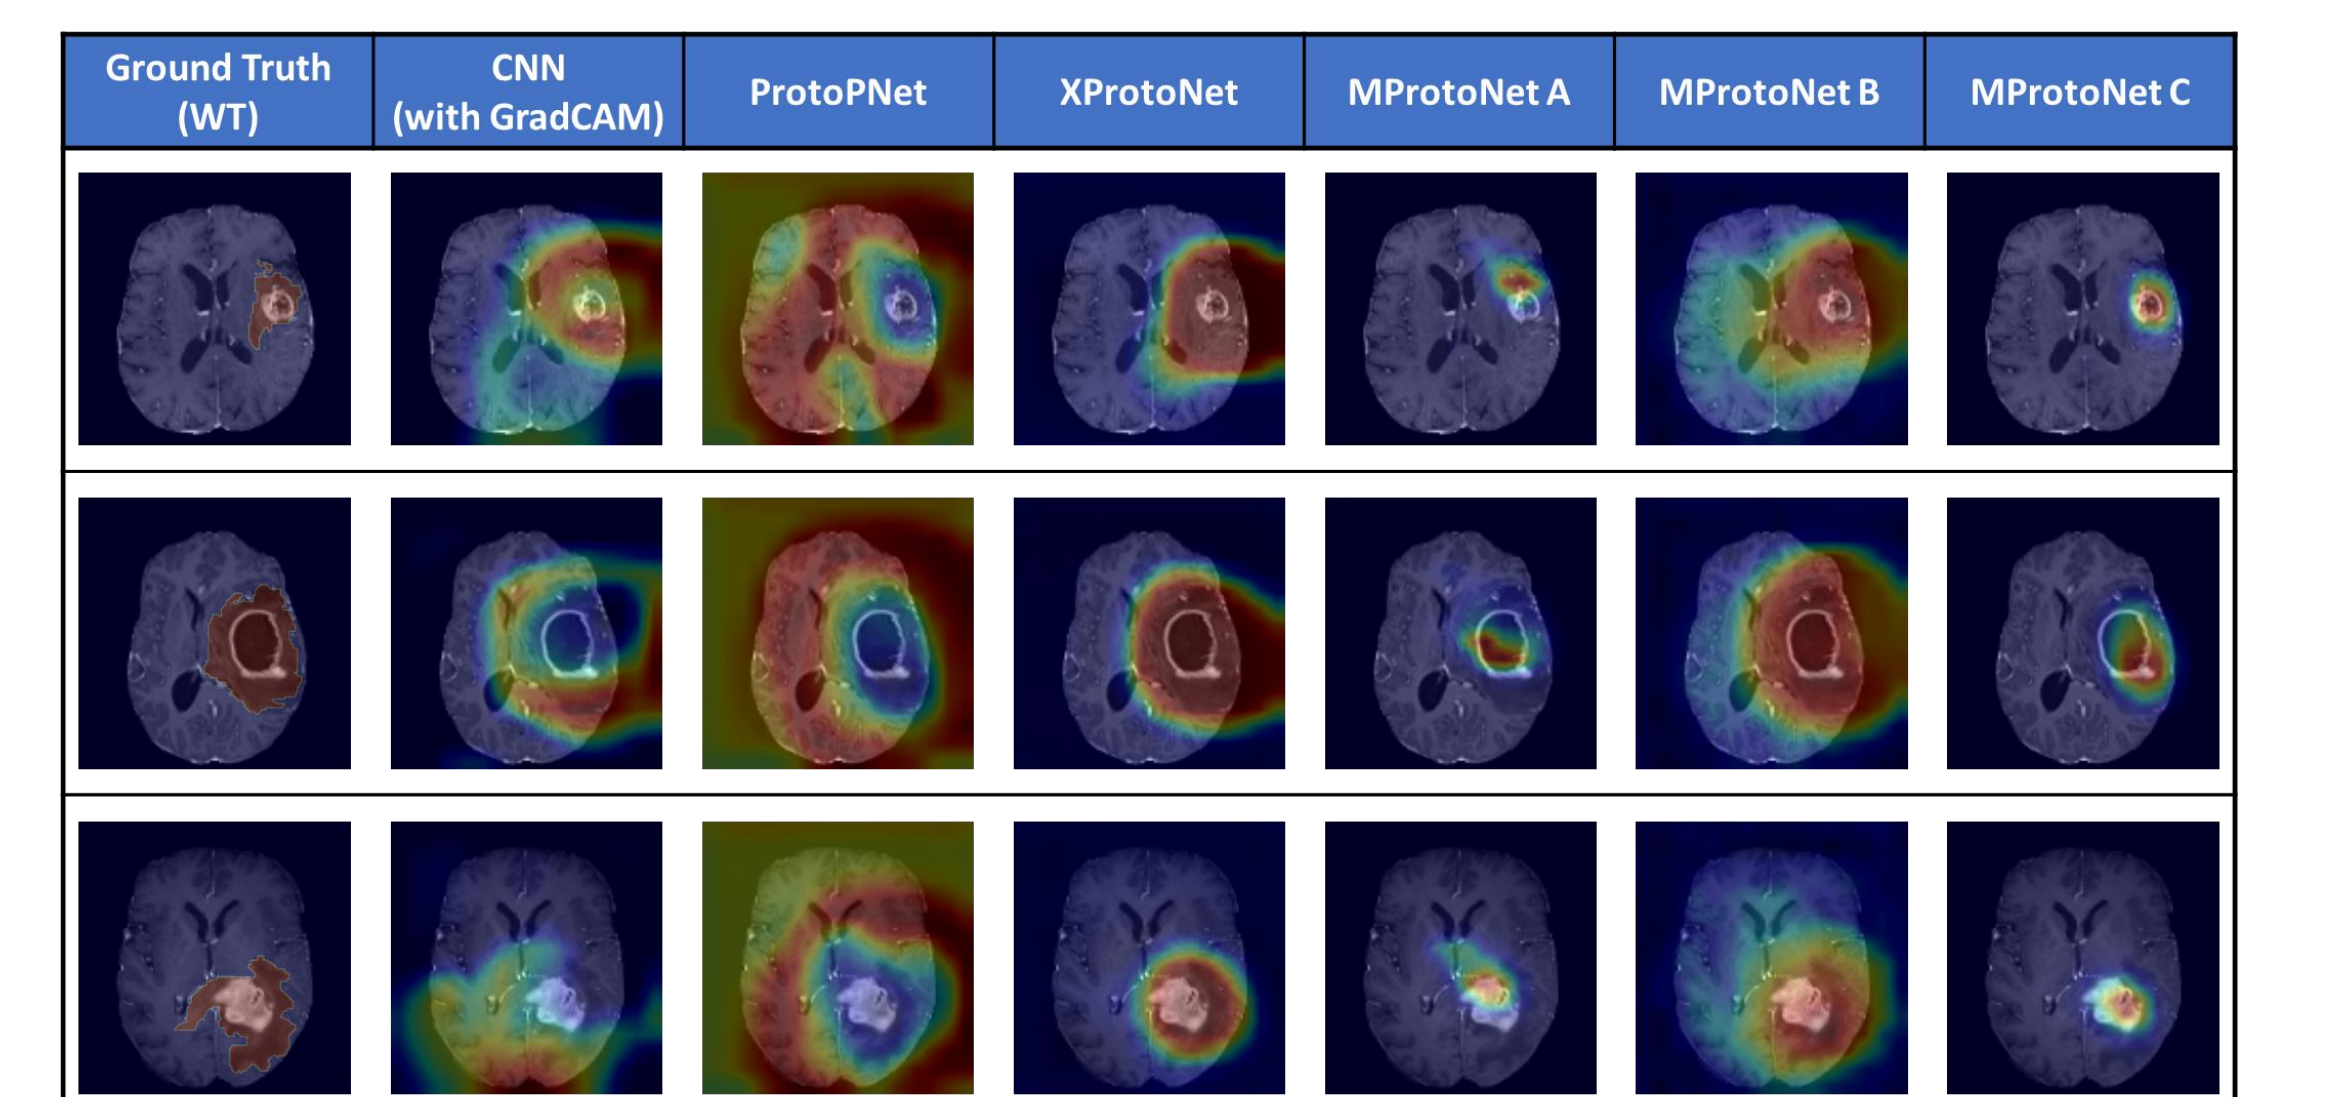 Ground Truth
(WT)
CNN
(with GradCAM)
ProtoPNet
XProtoNet
MProtoNet A
MProtoNet B
MProtoNet C